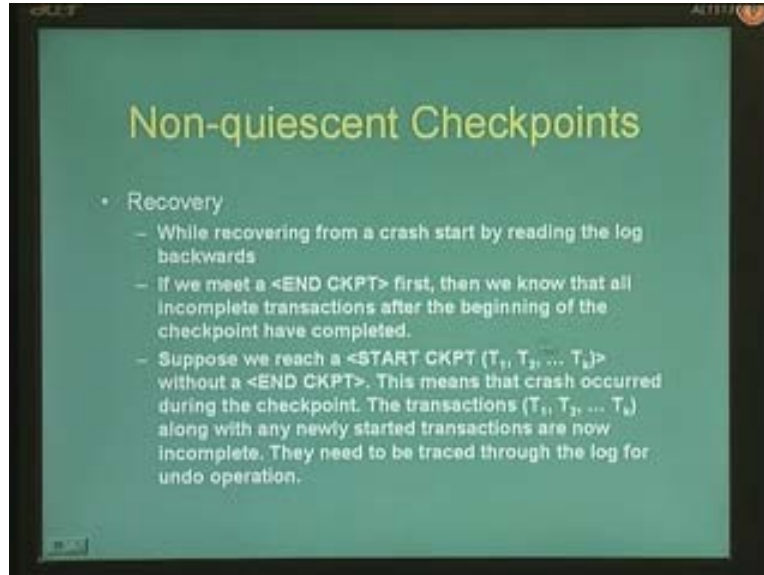 acer
Non-quiescent Checkpoints
• Recovery
– While recovering from a crash start by reading the log
backwards
– If we meet a <END CKPT> first, then we know that all
incomplete transactions after the beginning of the
checkpoint have completed.
– Suppose we reach a <START CKPT (T₁, T₂, ... Tₖ)>
without a <END CKPT>. This means that crash occurred
during the checkpoint. The transactions (T₁, T₂, ... Tₖ)
along with any newly started transactions are now
incomplete. They need to be traced through the log for
undo operation.